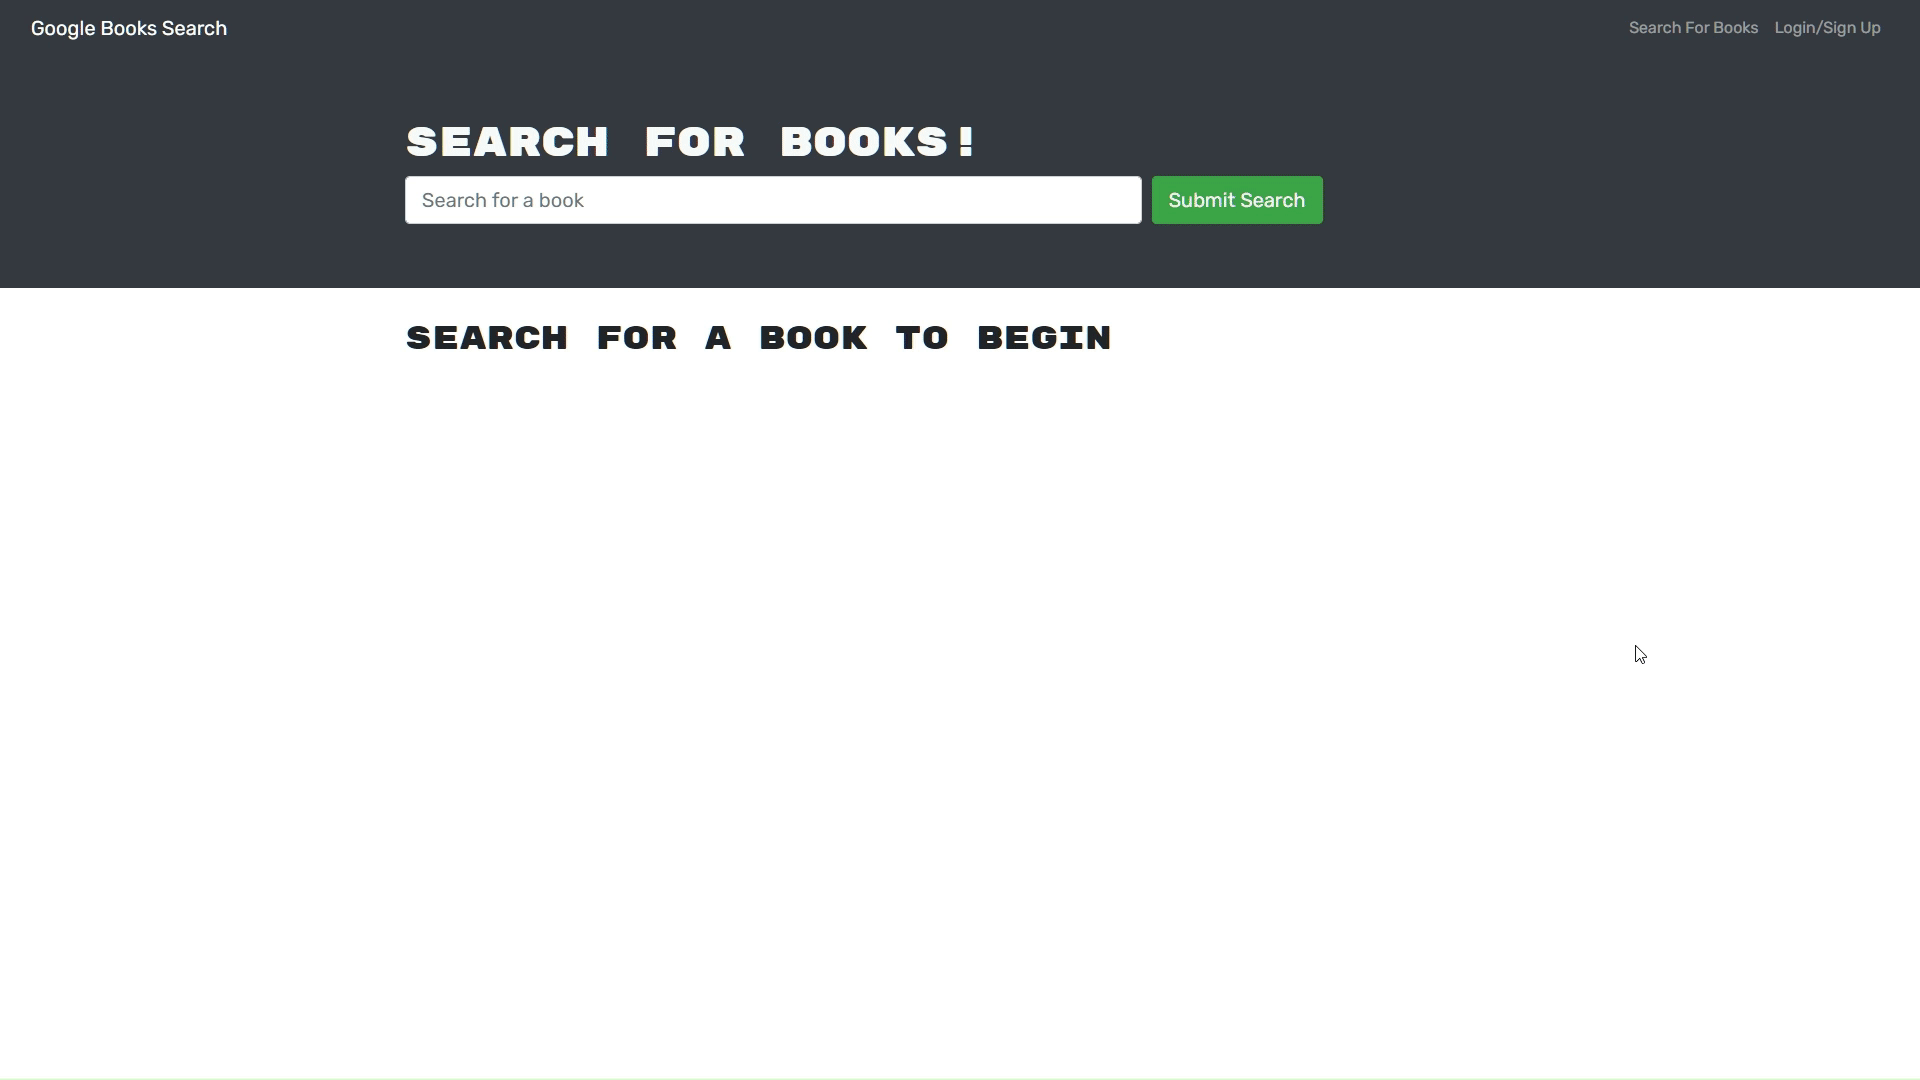 Google Books Search
Search For Books
Login/Sign Up
SEARCH FOR BOOKS!
Search for a book
Submit Search
SEARCH FOR A BOOK TO BEGIN